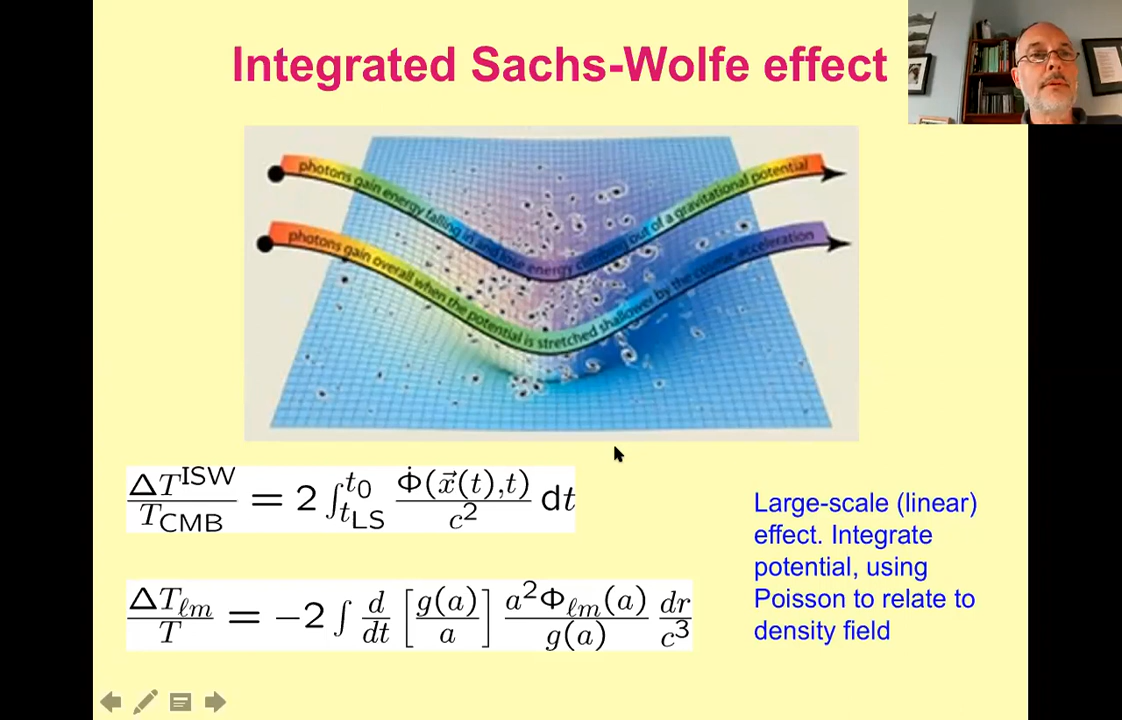 Integrated Sachs-Wolfe effect
photons gain energy falling in and lose energy climbing out of a gravitational potential
photons gain overall when the potential is stretched shallower by the cosmic acceleration
ΔT^ISW / T_CMB = 2 ∫_{t_LS}^{t_0} Φ̇(x⃗(t),t) / c² dt
ΔT_ℓm / T = −2 ∫ d/dt [g(a)/a] a²Φ_ℓm(a) / g(a) dr / c³
Large-scale (linear)
effect. Integrate
potential, using
Poisson to relate to
density field